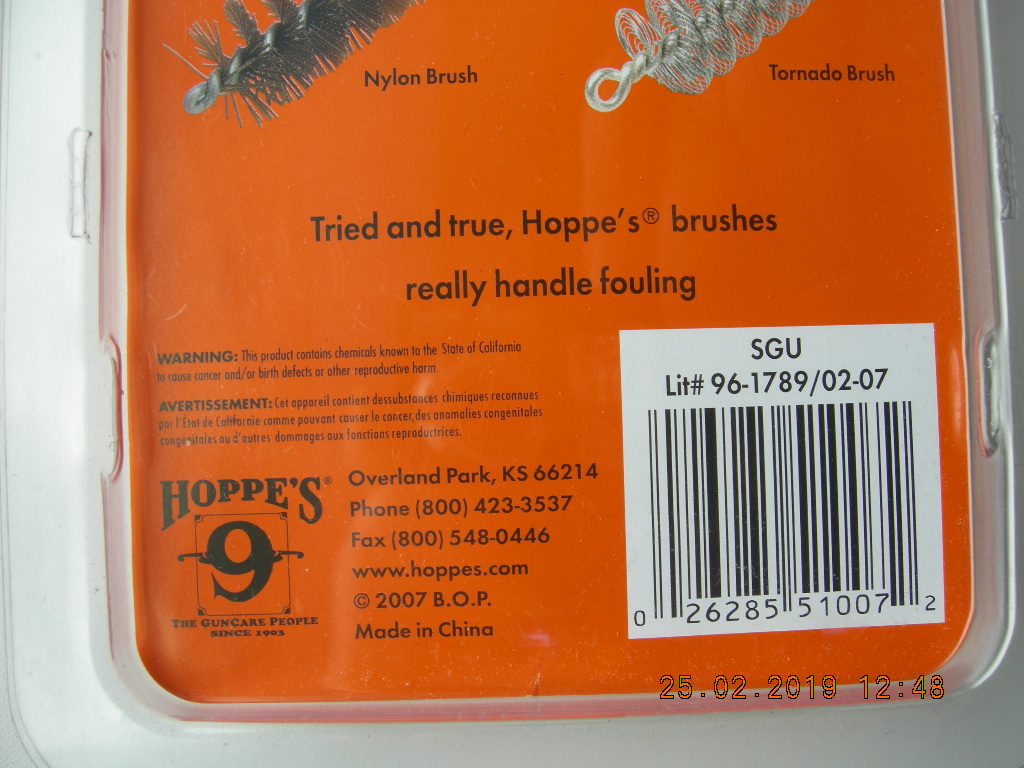 Nylon Brush
Tornado Brush
Tried and true, Hoppe's® brushes
really handle fouling
WARNING: This product contains chemicals known to the State of California
to cause cancer and/or birth defects or other reproductive harm.
AVERTISSEMENT: Cet appareil contient dessubstances chimiques reconnues
par l'Étot de Californie comme pouvant causer le cancer,des anomalies congénitales
congénitales ou d'autres dommages aux fonctions reproductrices.
HOPPE'S®
9
THE GUNCARE PEOPLE
SINCE 1903
Overland Park, KS 66214
Phone (800) 423-3537
Fax (800) 548-0446
www.hoppes.com
© 2007 B.O.P.
Made in China
SGU
Lit# 96-1789/02-07
0 26285 51007 2
25.02.2019 12:48